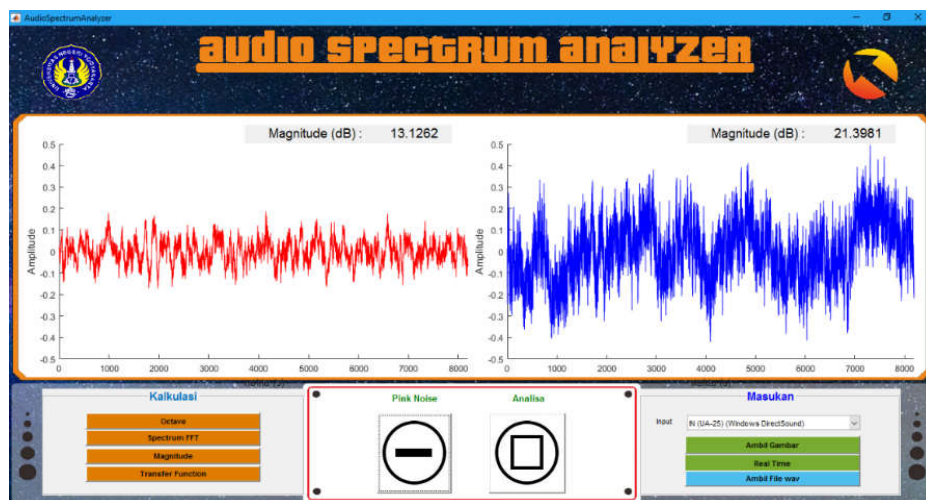 AudioSpectrumAnalyzer
AUDIO SPECTRUM ANALYZER
UNIVERSITAS NEGERI YOGYAKARTA
Magnitude (dB) : 13.1262
Magnitude (dB) : 21.3981
0.5
0.4
0.3
0.2
0.1
0
-0.1
-0.2
-0.3
-0.4
-0.5
Amplitude
0 1000 2000 3000 4000 5000 6000 7000 8000
0.5
0.4
0.3
0.2
0.1
0
-0.1
-0.2
-0.3
-0.4
-0.5
Amplitude
0 1000 2000 3000 4000 5000 6000 7000 8000
Kalkulasi
Octave
Spectrum FFT
Magnitude
Transfer Function
Pink Noise
Analisa
Masukan
Input
IN (UA-25) (Windows DirectSound)
Ambil Gambar
Real Time
Ambil File wav